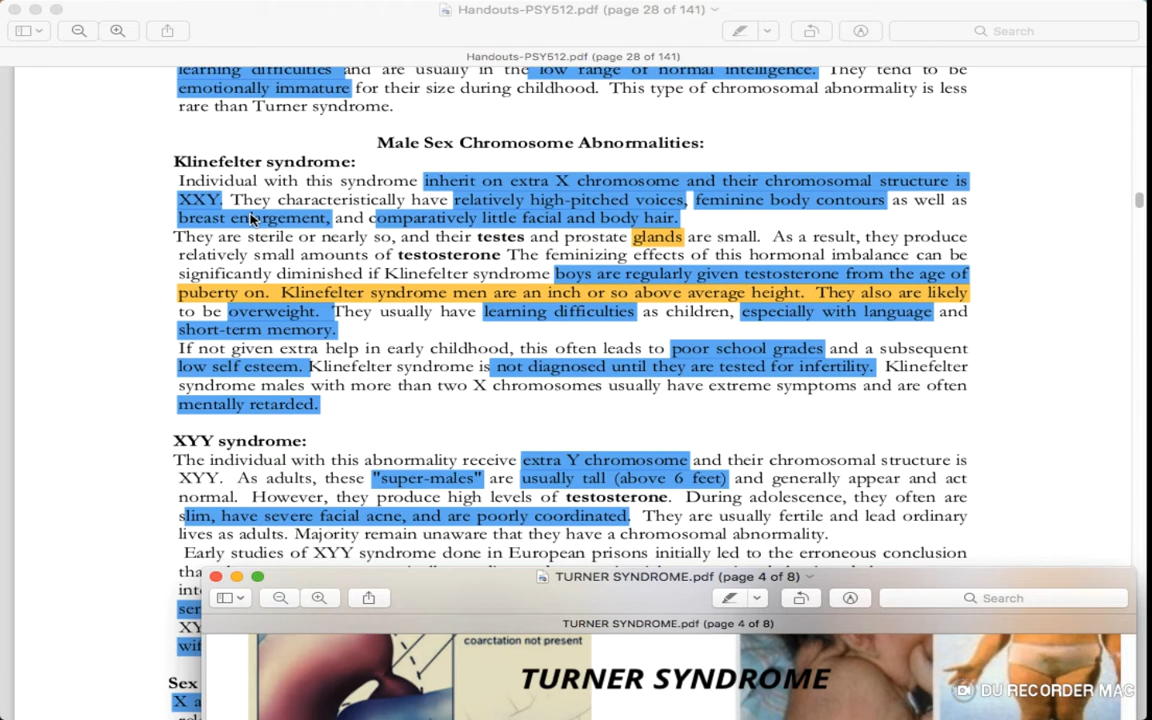 Handouts-PSY512.pdf (page 28 of 141)
Search
Handouts-PSY512.pdf (page 28 of 141)
learning difficulties and are usually in the low range of normal intelligence. They tend to be
emotionally immature for their size during childhood. This type of chromosomal abnormality is less
rare than Turner syndrome.
Male Sex Chromosome Abnormalities:
Klinefelter syndrome:
Individual with this syndrome inherit on extra X chromosome and their chromosomal structure is
XXY. They characteristically have relatively high-pitched voices, feminine body contours as well as
breast enlargement, and comparatively little facial and body hair.
They are sterile or nearly so, and their testes and prostate glands are small. As a result, they produce
relatively small amounts of testosterone The feminizing effects of this hormonal imbalance can be
significantly diminished if Klinefelter syndrome boys are regularly given testosterone from the age of
puberty on. Klinefelter syndrome men are an inch or so above average height. They also are likely
to be overweight. They usually have learning difficulties as children, especially with language and
short-term memory.
If not given extra help in early childhood, this often leads to poor school grades and a subsequent
low self esteem. Klinefelter syndrome is not diagnosed until they are tested for infertility. Klinefelter
syndrome males with more than two X chromosomes usually have extreme symptoms and are often
mentally retarded.
XYY syndrome:
The individual with this abnormality receive extra Y chromosome and their chromosomal structure is
XYY. As adults, these "super-males" are usually tall (above 6 feet) and generally appear and act
normal. However, they produce high levels of testosterone. During adolescence, they often are
slim, have severe facial acne, and are poorly coordinated. They are usually fertile and lead ordinary
lives as adults. Majority remain unaware that they have a chromosomal abnormality.
Early studies of XYY syndrome done in European prisons initially led to the erroneous conclusion
tha
int
ser
XY
wif
Sex
X a
TURNER SYNDROME.pdf (page 4 of 8)
Search
TURNER SYNDROME.pdf (page 4 of 8)
coarctation not present
TURNER SYNDROME
DU RECORDER MAC